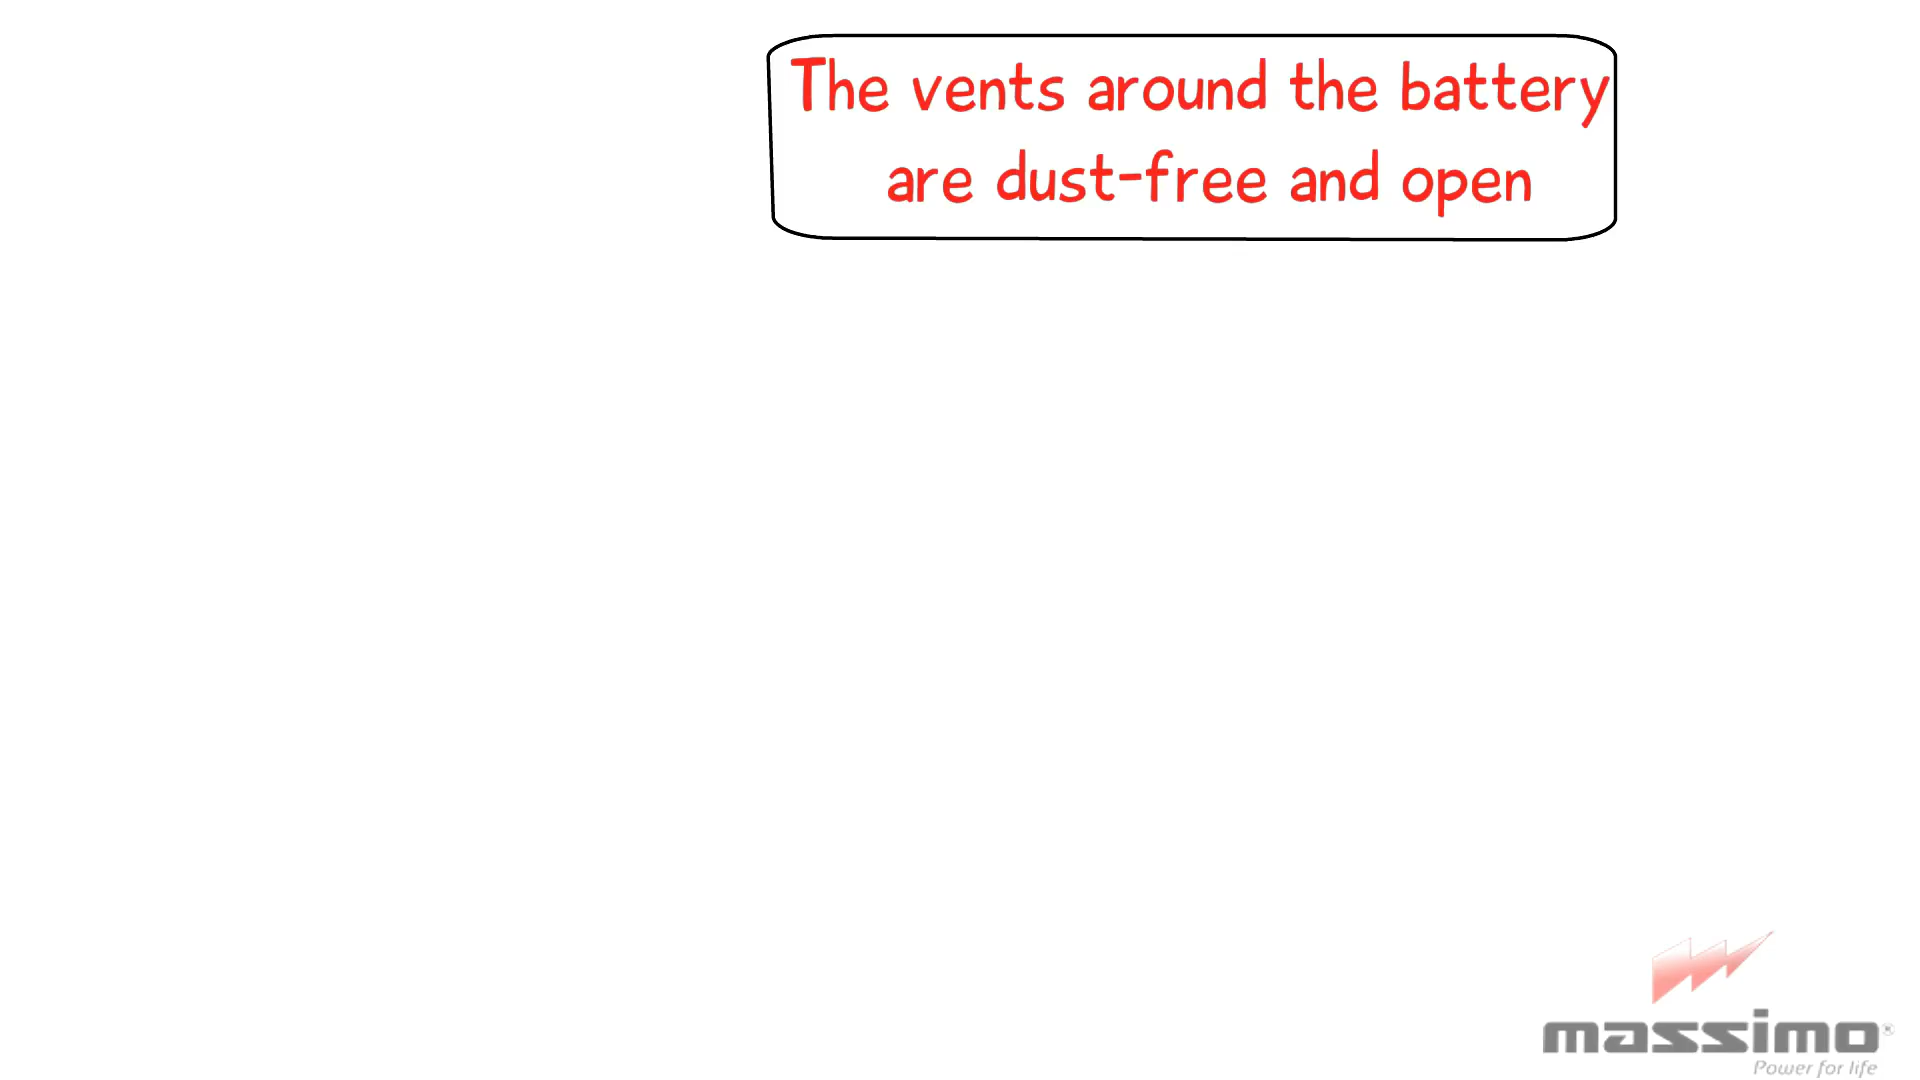 The vents around the battery
are dust-free and open
massimo®
Power for life